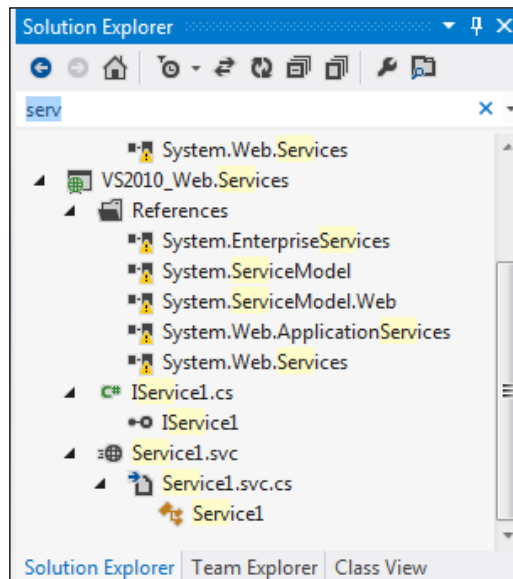 Solution Explorer
serv
System.Web.Services
VS2010_Web.Services
References
System.EnterpriseServices
System.ServiceModel
System.ServiceModel.Web
System.Web.ApplicationServices
System.Web.Services
C# IService1.cs
IService1
Service1.svc
Service1.svc.cs
Service1
Solution Explorer Team Explorer Class View